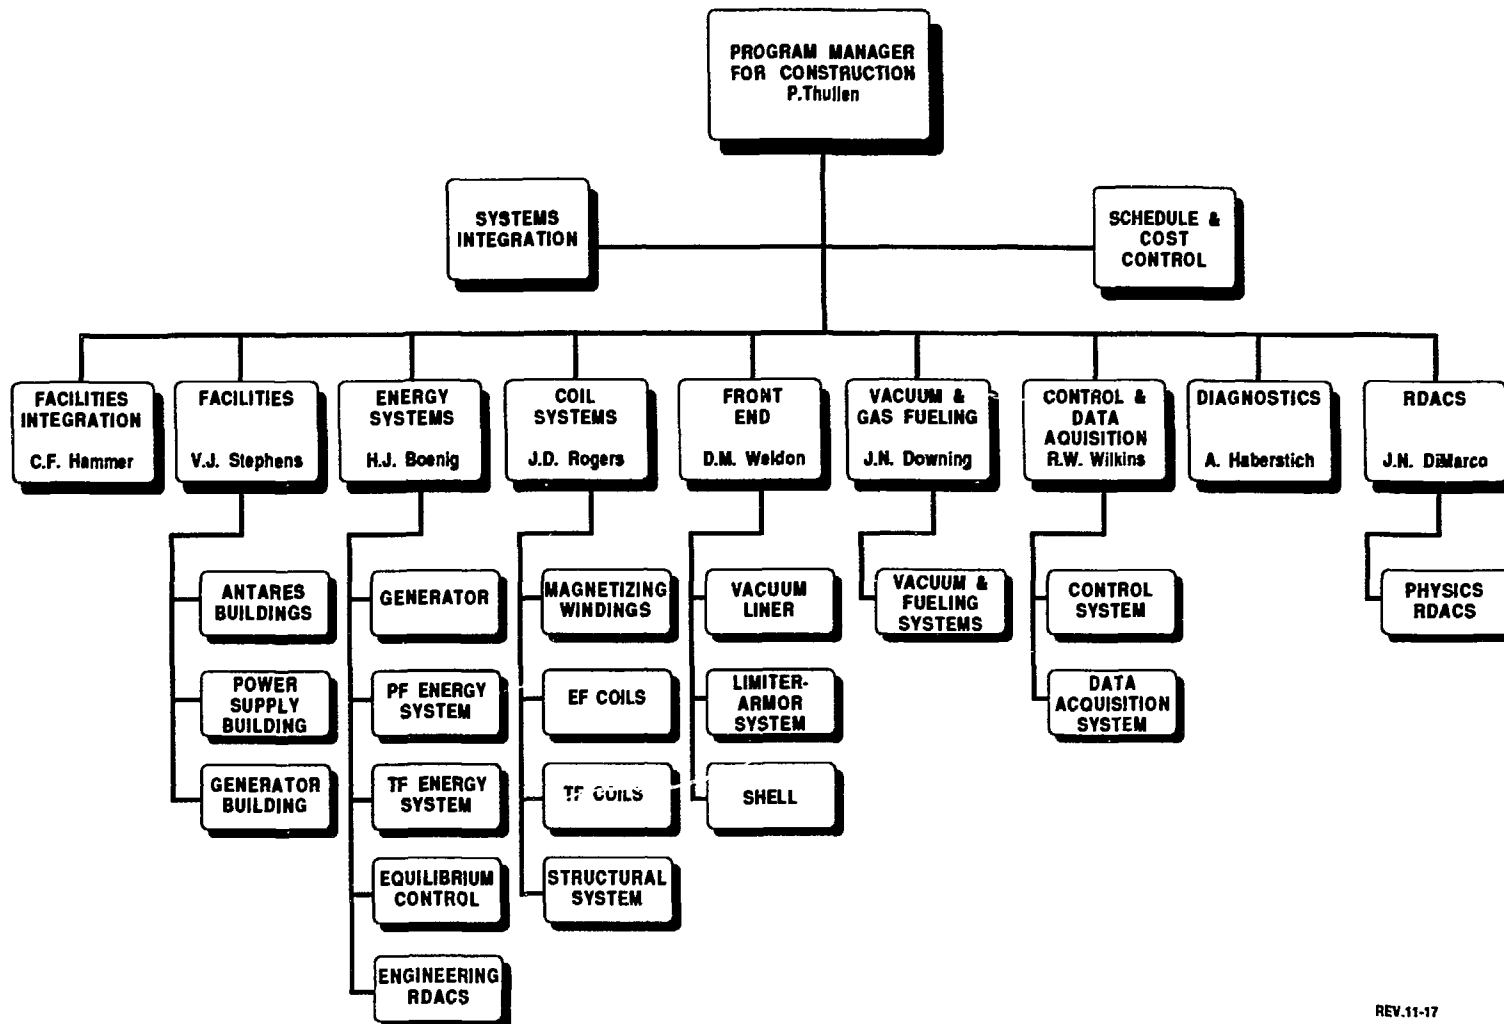 PROGRAM MANAGER
FOR CONSTRUCTION
P.Thullen
SYSTEMS
INTEGRATION
SCHEDULE &
COST
CONTROL
FACILITIES
INTEGRATION
C.F. Hammer
FACILITIES
V.J. Stephens
ENERGY
SYSTEMS
H.J. Boenig
COIL
SYSTEMS
J.D. Rogers
FRONT
END
D.M. Weldon
VACUUM &
GAS FUELING
J.N. Downing
CONTROL &
DATA
AQUISITION
R.W. Wilkins
DIAGNOSTICS
A. Haberstich
RDACS
J.N. DiMarco
ANTARES
BUILDINGS
POWER
SUPPLY
BUILDING
GENERATOR
BUILDING
GENERATOR
PF ENERGY
SYSTEM
TF ENERGY
SYSTEM
EQUILIBRIUM
CONTROL
ENGINEERING
RDACS
MAGNETIZING
WINDINGS
EF COILS
TF COILS
STRUCTURAL
SYSTEM
VACUUM
LINER
LIMITER-
ARMOR
SYSTEM
SHELL
VACUUM &
FUELING
SYSTEMS
CONTROL
SYSTEM
DATA
ACQUISITION
SYSTEM
PHYSICS
RDACS
REV.11-17